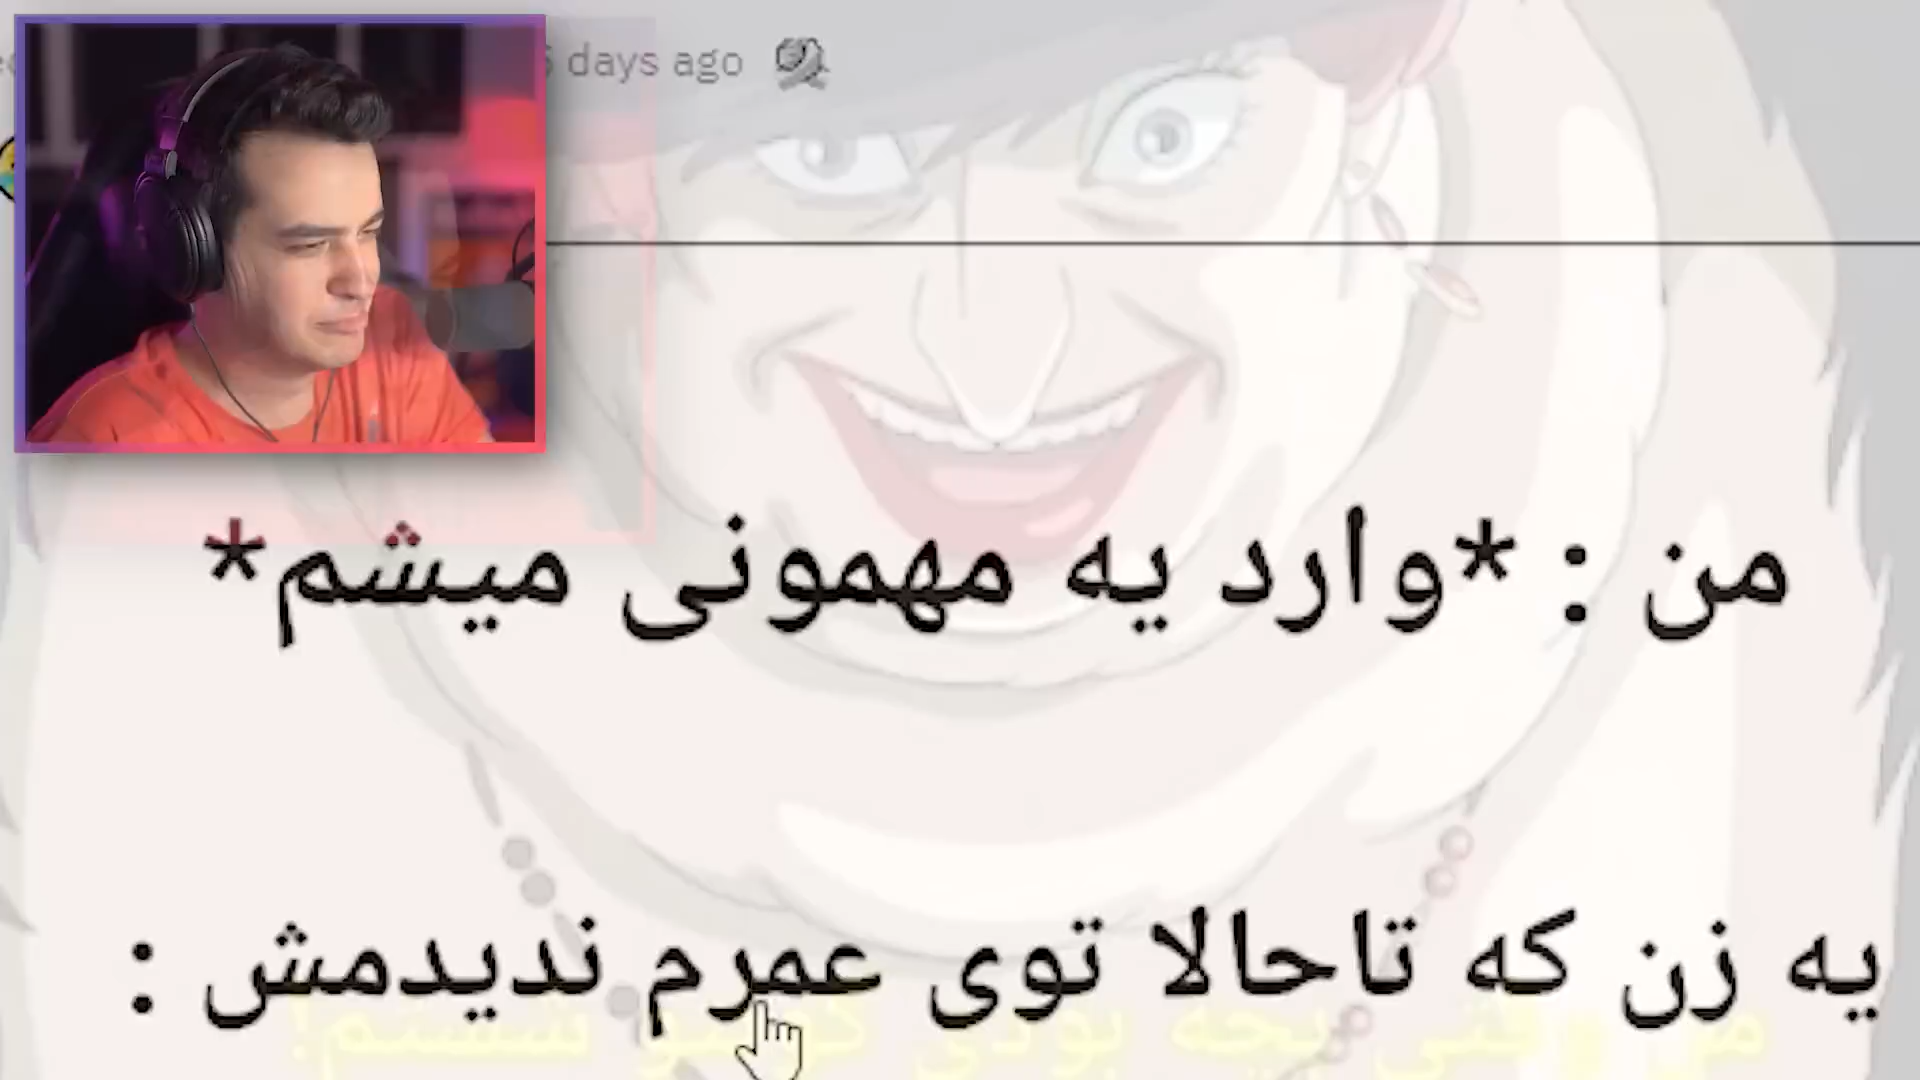 days ago
من : *وارد یه مهمونی میشم*
یه زن که تاحالا توی عمرم ندیدمش :